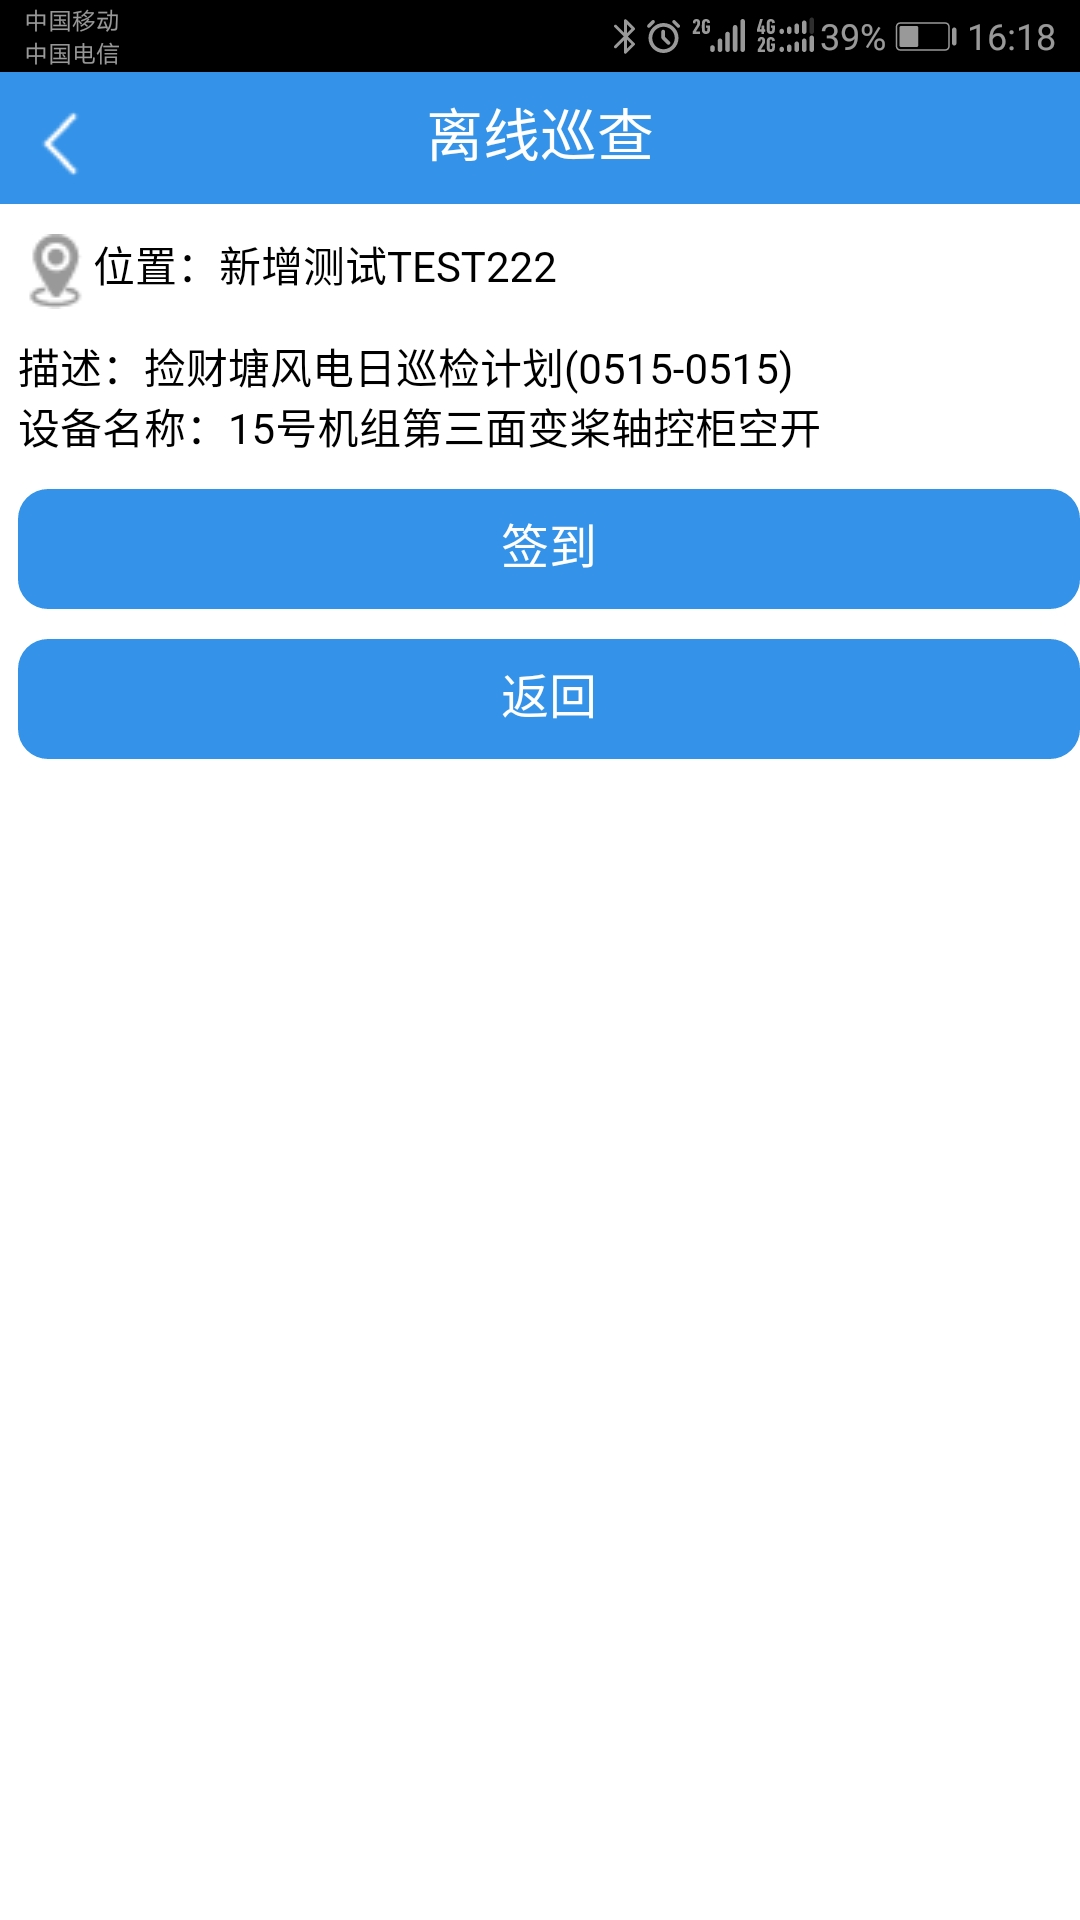 中国移动
中国电信
2G 4G 2G 39% 16:18
离线巡查
位置：新增测试TEST222
描述：捡财塘风电日巡检计划(0515-0515)
设备名称：15号机组第三面变桨轴控柜空开
签到
返回